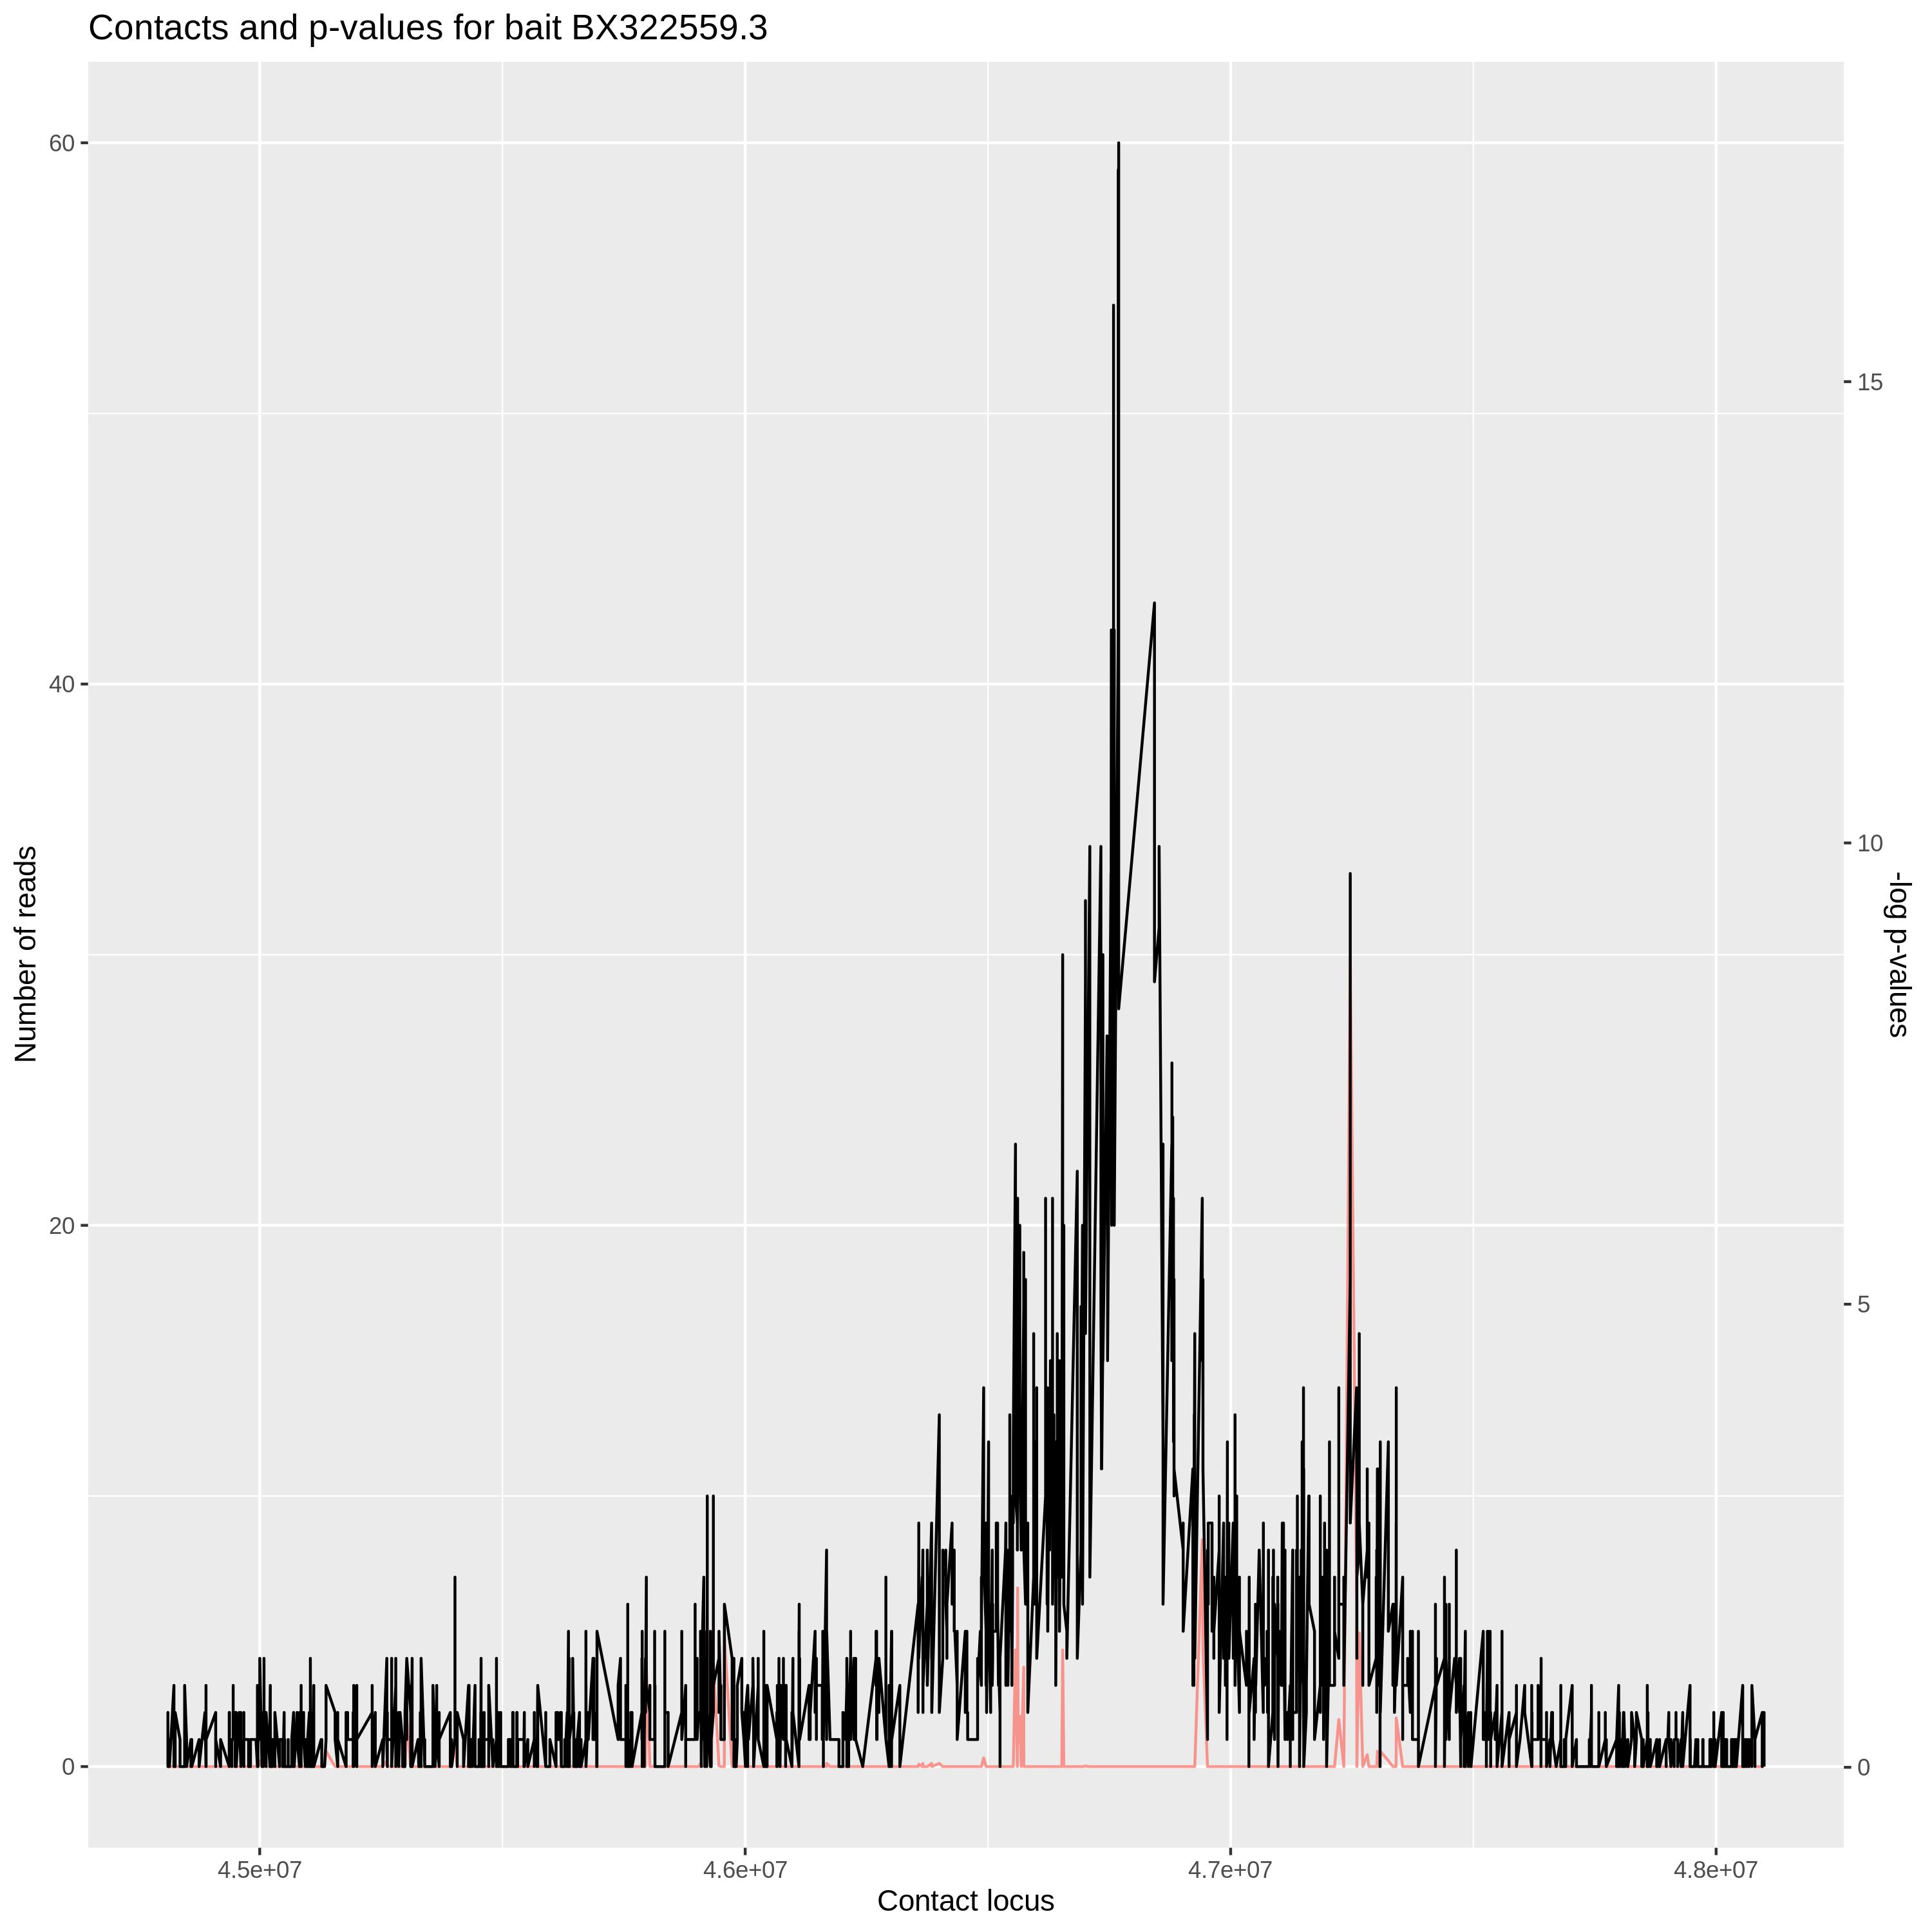 Contacts and p-values for bait BX322559.3
60
40
20
0
Number of reads
15
10
5
0
-log p-values
4.5e+07
4.6e+07
4.7e+07
4.8e+07
Contact locus